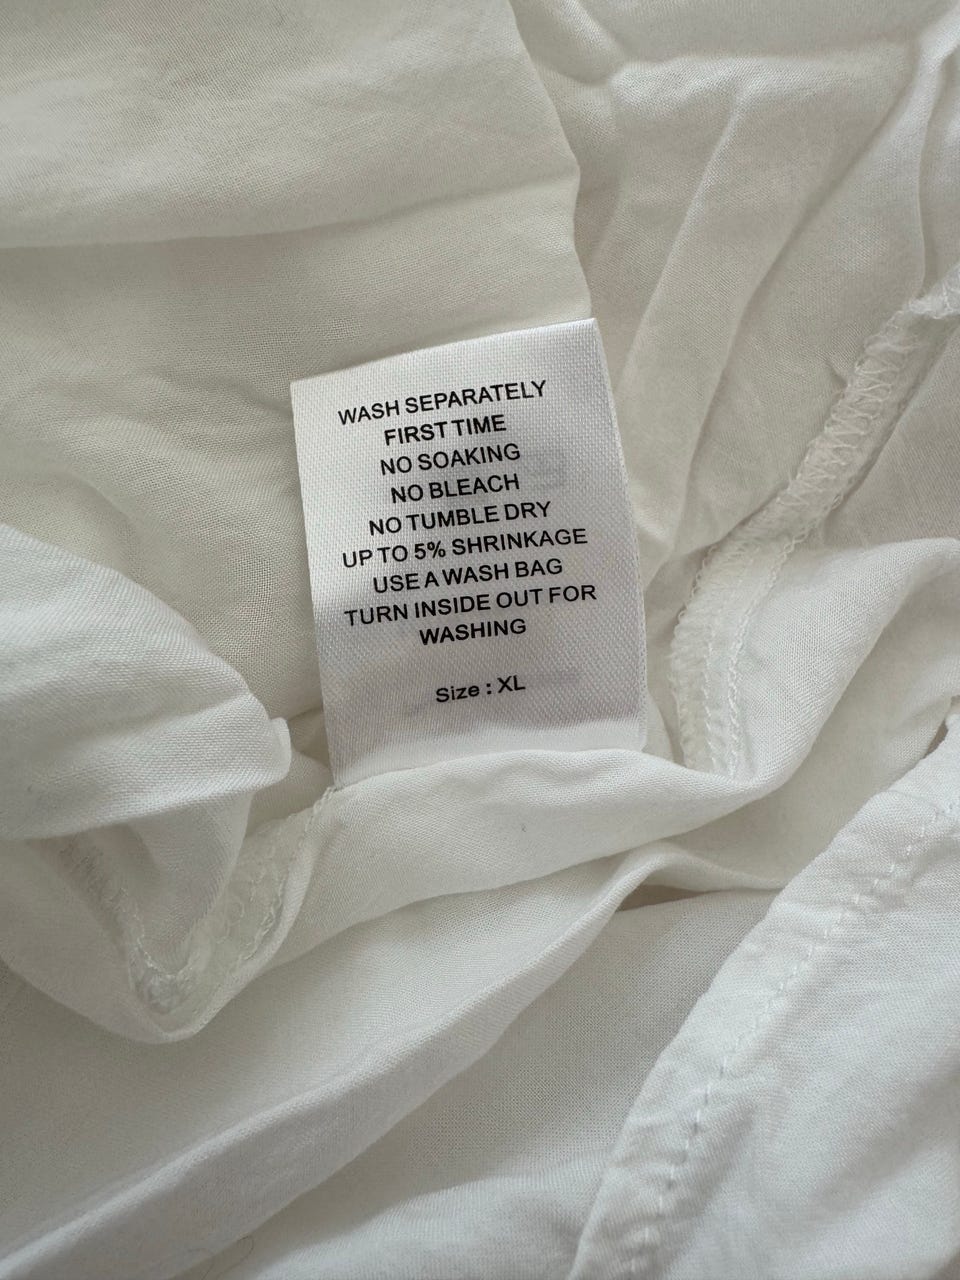 WASH SEPARATELY
FIRST TIME
NO SOAKING
NO BLEACH
NO TUMBLE DRY
UP TO 5% SHRINKAGE
USE A WASH BAG
TURN INSIDE OUT FOR
WASHING
Size : XL